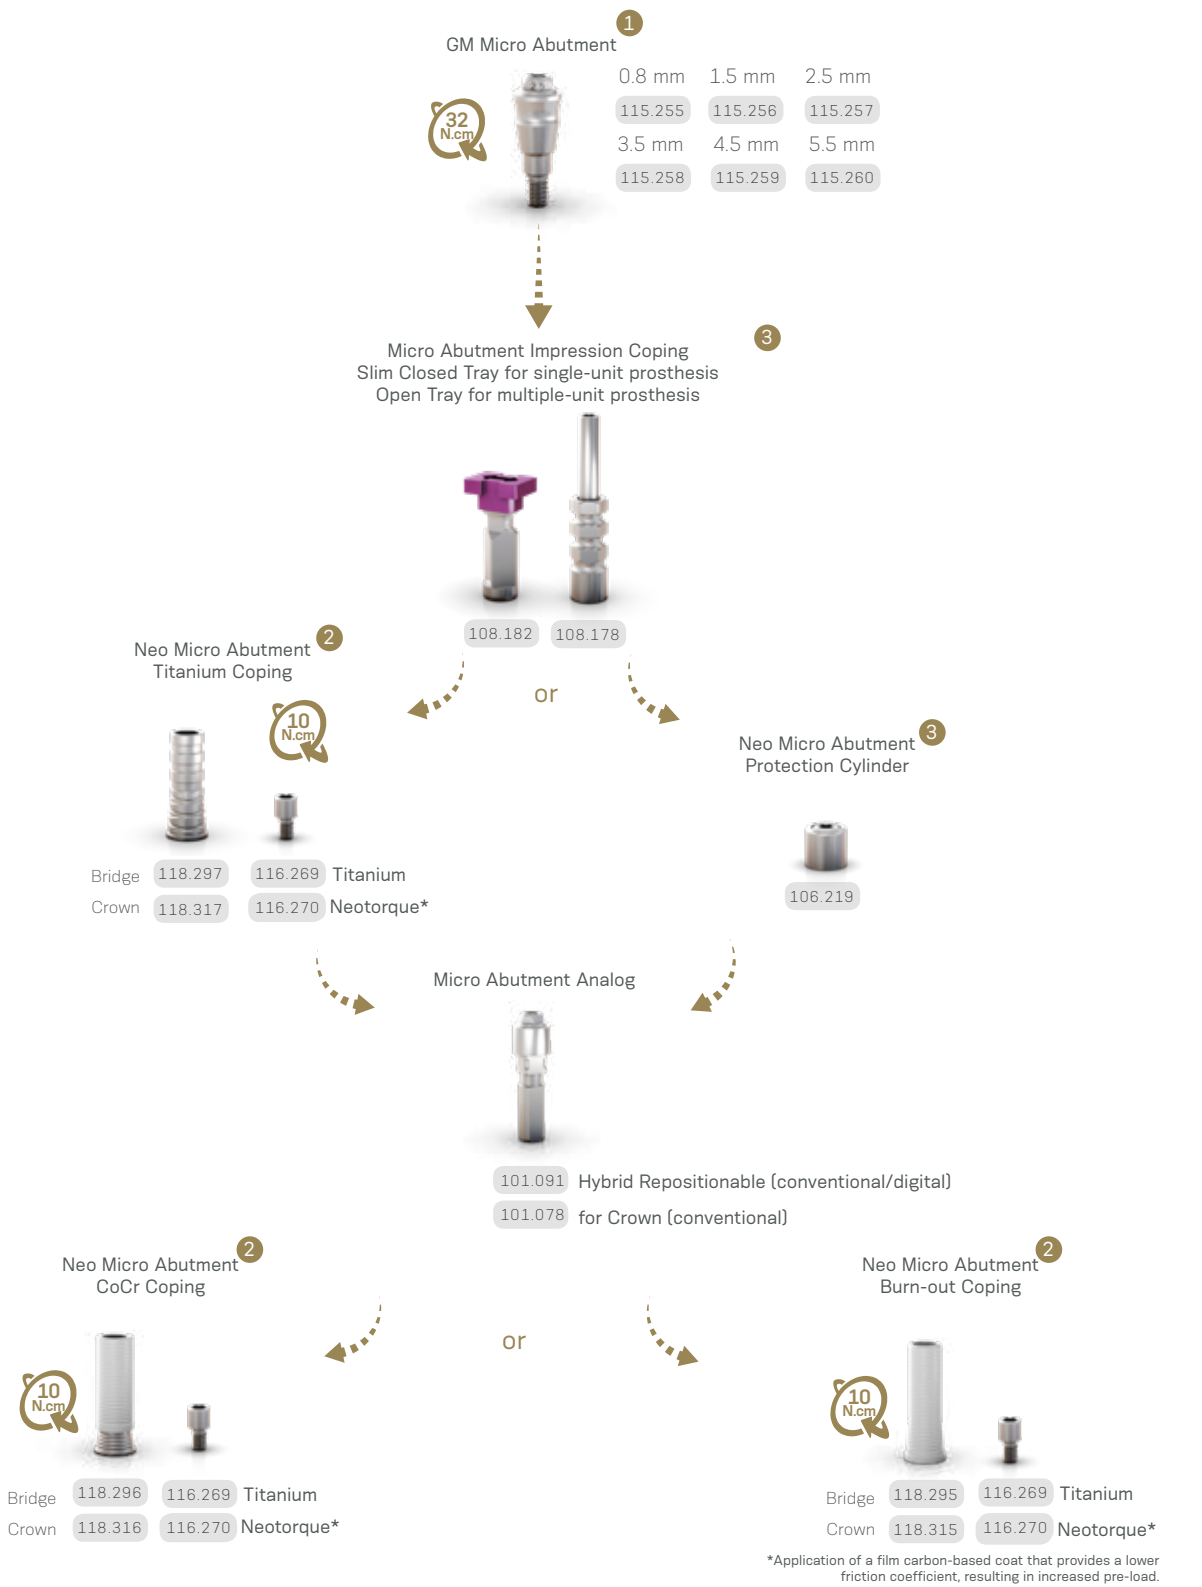 1
GM Micro Abutment
0.8 mm 1.5 mm 2.5 mm
115.255 115.256 115.257
32
N.cm
3.5 mm 4.5 mm 5.5 mm
115.258 115.259 115.260
3
Micro Abutment Impression Coping
Slim Closed Tray for single-unit prosthesis
Open Tray for multiple-unit prosthesis
108.182 108.178
2
Neo Micro Abutment
Titanium Coping
or
10
N.cm
3
Neo Micro Abutment
Protection Cylinder
Bridge 118.297 116.269 Titanium
Crown 118.317 116.270 Neotorque*
106.219
Micro Abutment Analog
101.091 Hybrid Repositionable (conventional/digital)
101.078 for Crown (conventional)
2
Neo Micro Abutment
CoCr Coping
2
Neo Micro Abutment
Burn-out Coping
or
10
N.cm
10
N.cm
Bridge 118.296 116.269 Titanium
Crown 118.316 116.270 Neotorque*
Bridge 118.295 116.269 Titanium
Crown 118.315 116.270 Neotorque*
*Application of a film carbon-based coat that provides a lower
friction coefficient, resulting in increased pre-load.